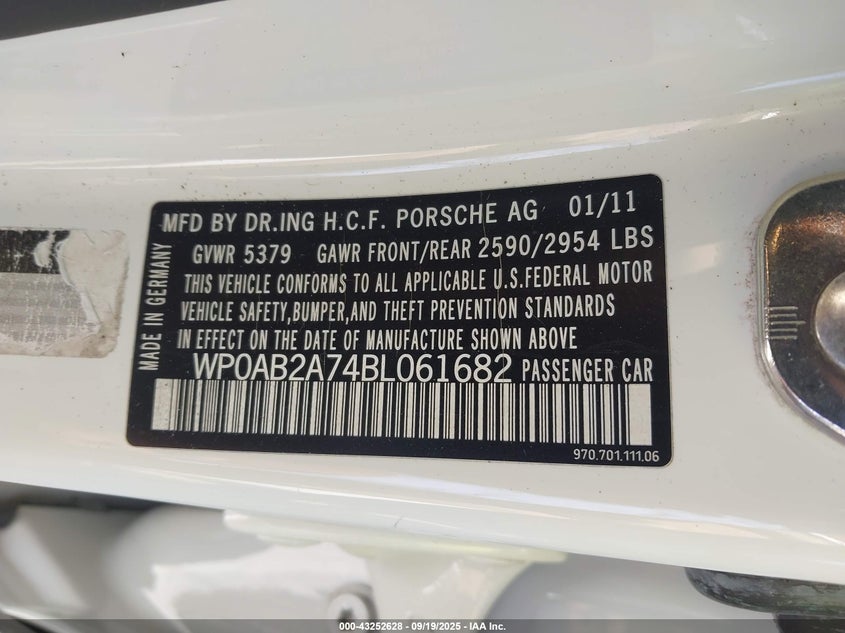 MFD BY DR.ING H.C.F. PORSCHE AG 01/11
GVWR 5379 GAWR FRONT/REAR 2590/2954 LBS
THIS VEHICLE CONFORMS TO ALL APPLICABLE U.S.FEDERAL MOTOR
VEHICLE SAFETY,BUMPER,AND THEFT PREVENTION STANDARDS
IN EFFECT ON THE DATE OF MANUFACTURE SHOWN ABOVE
WP0AB2A74BL061682 PASSENGER CAR
970.701.111.06
MADE IN GERMANY
000-43252628 - 09/19/2025 - IAA Inc.